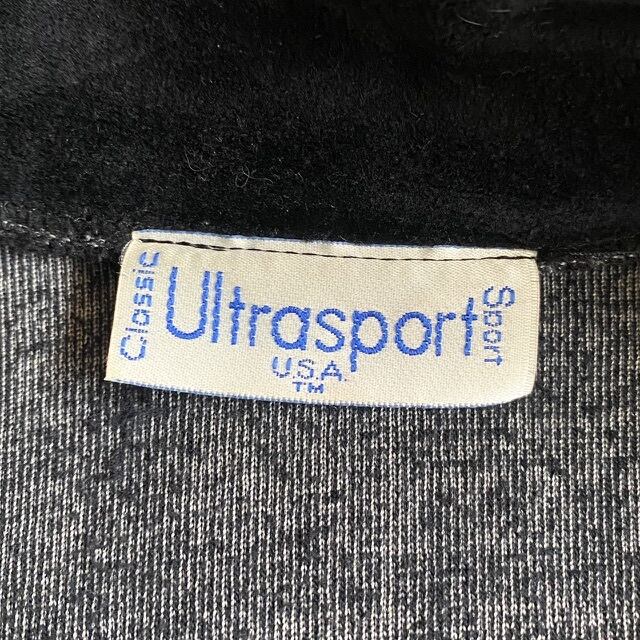 Classic
Ultrasport
Sport
U.S.A.
TM